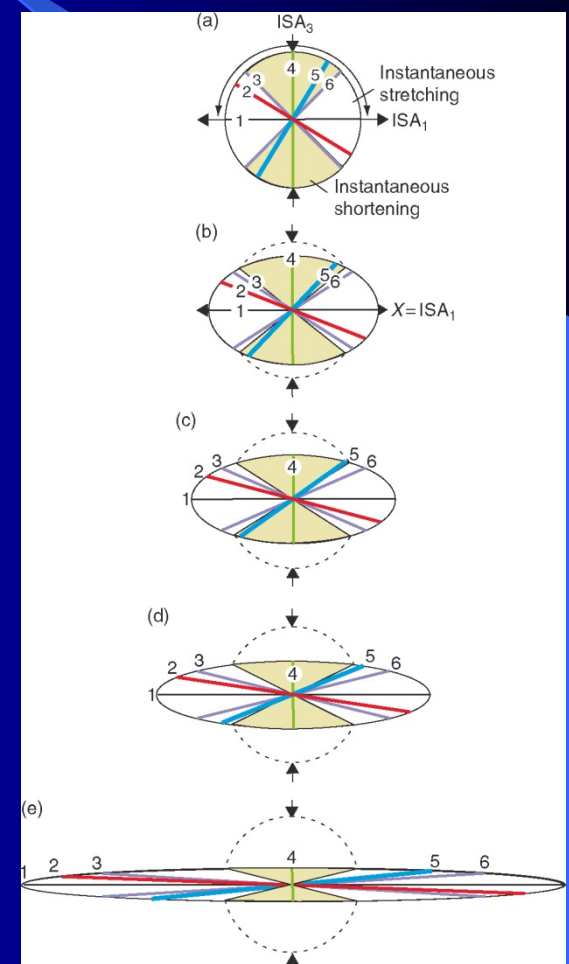 (a)
ISA₃
4
5
3
6
2
Instantaneous
stretching
1
ISA₁
Instantaneous
shortening
(b)
4
3
5 6
2
1
X = ISA₁
(c)
3
4
5
6
2
1
(d)
3
5
2
4
6
1
(e)
1
2
3
4
5
6